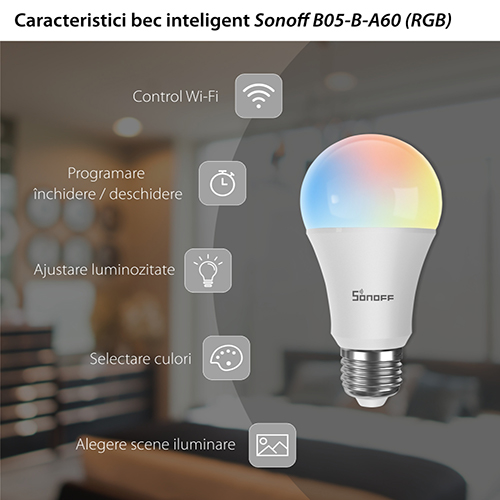 Caracteristici bec inteligent Sonoff B05-B-A60 (RGB)
Control Wi-Fi
Programare
închidere / deschidere
Ajustare luminozitate
SONOFF
Selectare culori
Alegere scene iluminare